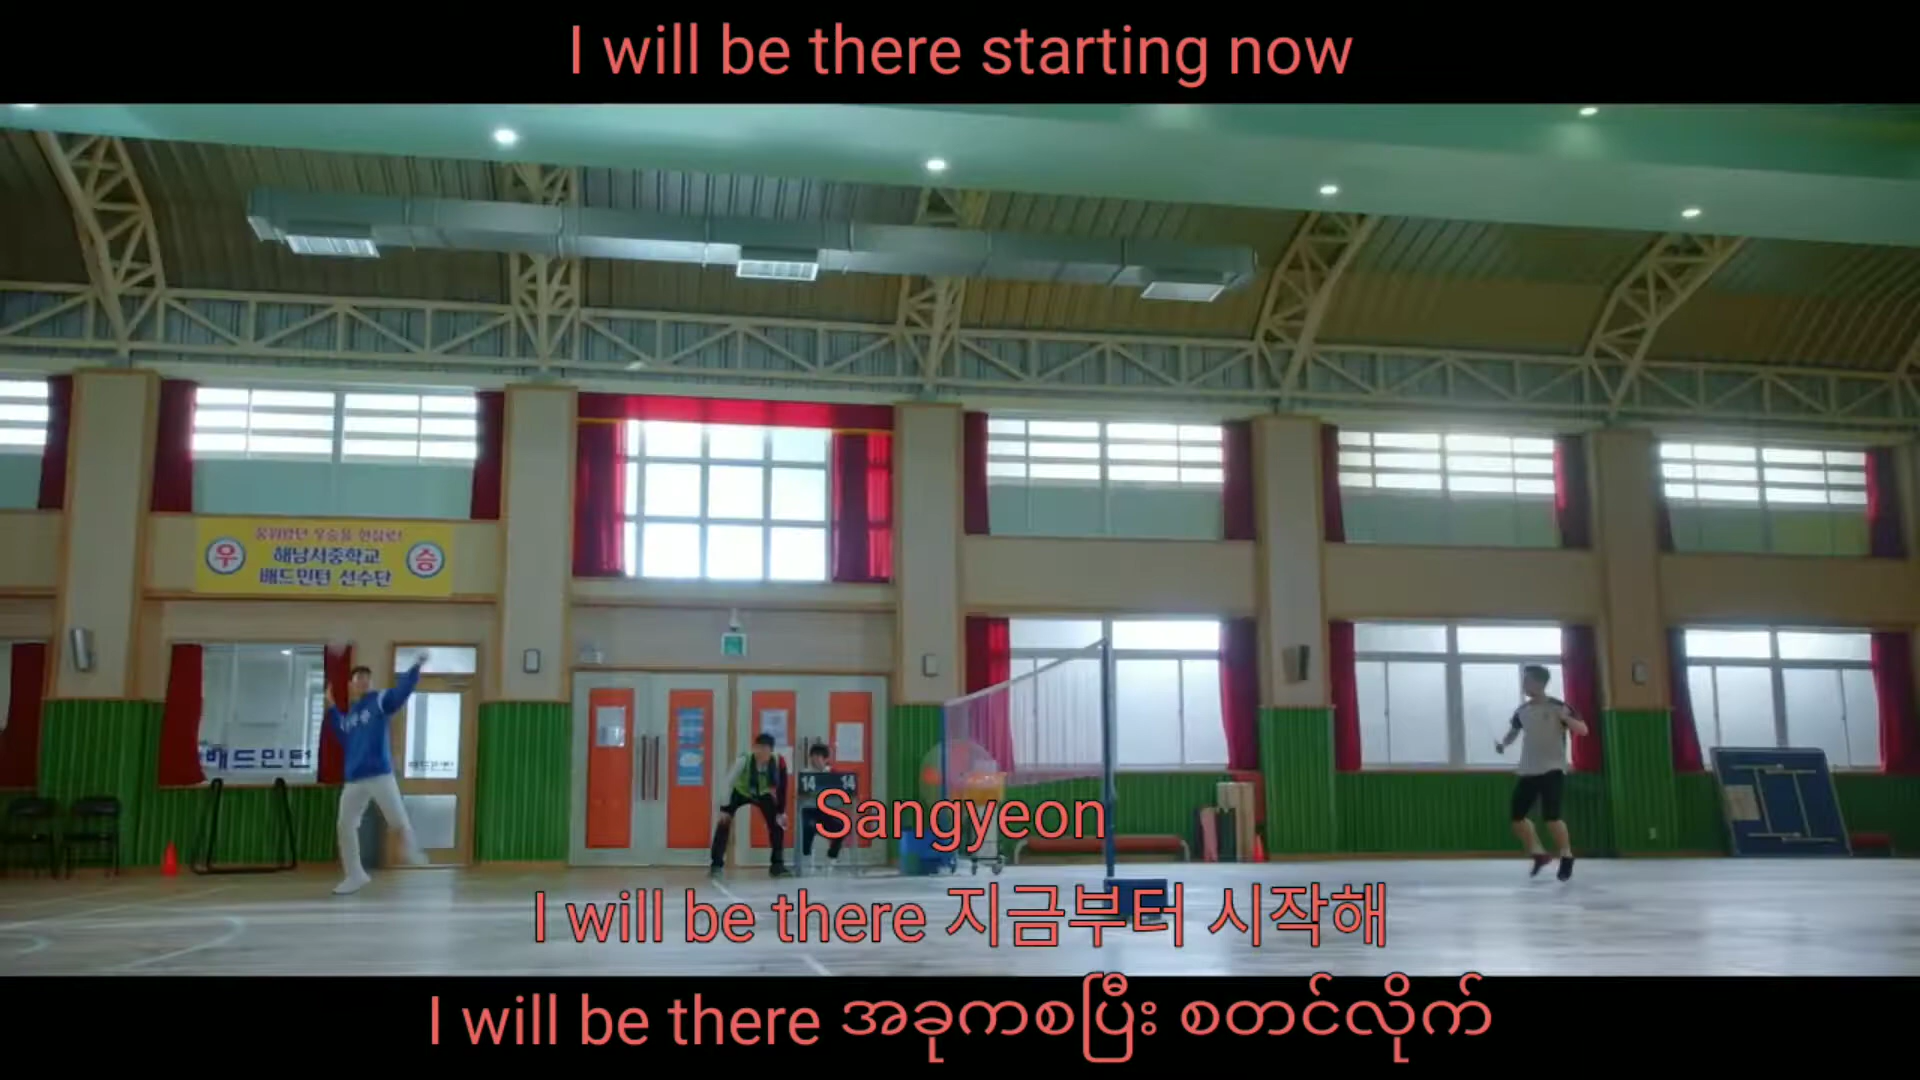 I will be there starting now
우
해남서중학교
승
배드민턴 선수단
배드민턴
14 14
Sangyeon
I will be there 지금부터 시작해
I will be there အခုကစပြီး စတင်လိုက်